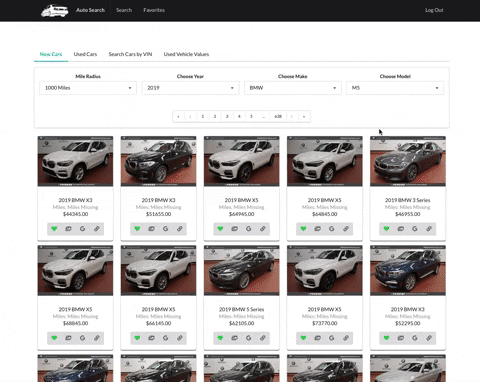 Auto Search Search Favorites Log Out
New Cars Used Cars Search Cars by VIN Used Vehicle Values
Mile Radius Choose Year Choose Make Choose Model
1000 Miles 2019 BMW M5
« ‹ 1 2 3 4 5 ... 638 › »
2019 BMW X3 2019 BMW X3 2019 BMW X5 2019 BMW X5 2019 BMW 3 Series
Miles: Miles Missing Miles: Miles Missing Miles: Miles Missing Miles: Miles Missing Miles: Miles Missing
$44345.00 $51655.00 $64945.00 $64845.00 $46955.00
2019 BMW X5 2019 BMW X5 2019 BMW 5 Series 2019 BMW X5 2019 BMW X3
Miles: Miles Missing Miles: Miles Missing Miles: Miles Missing Miles: Miles Missing Miles: Miles Missing
$68845.00 $66145.00 $62105.00 $73770.00 $52295.00